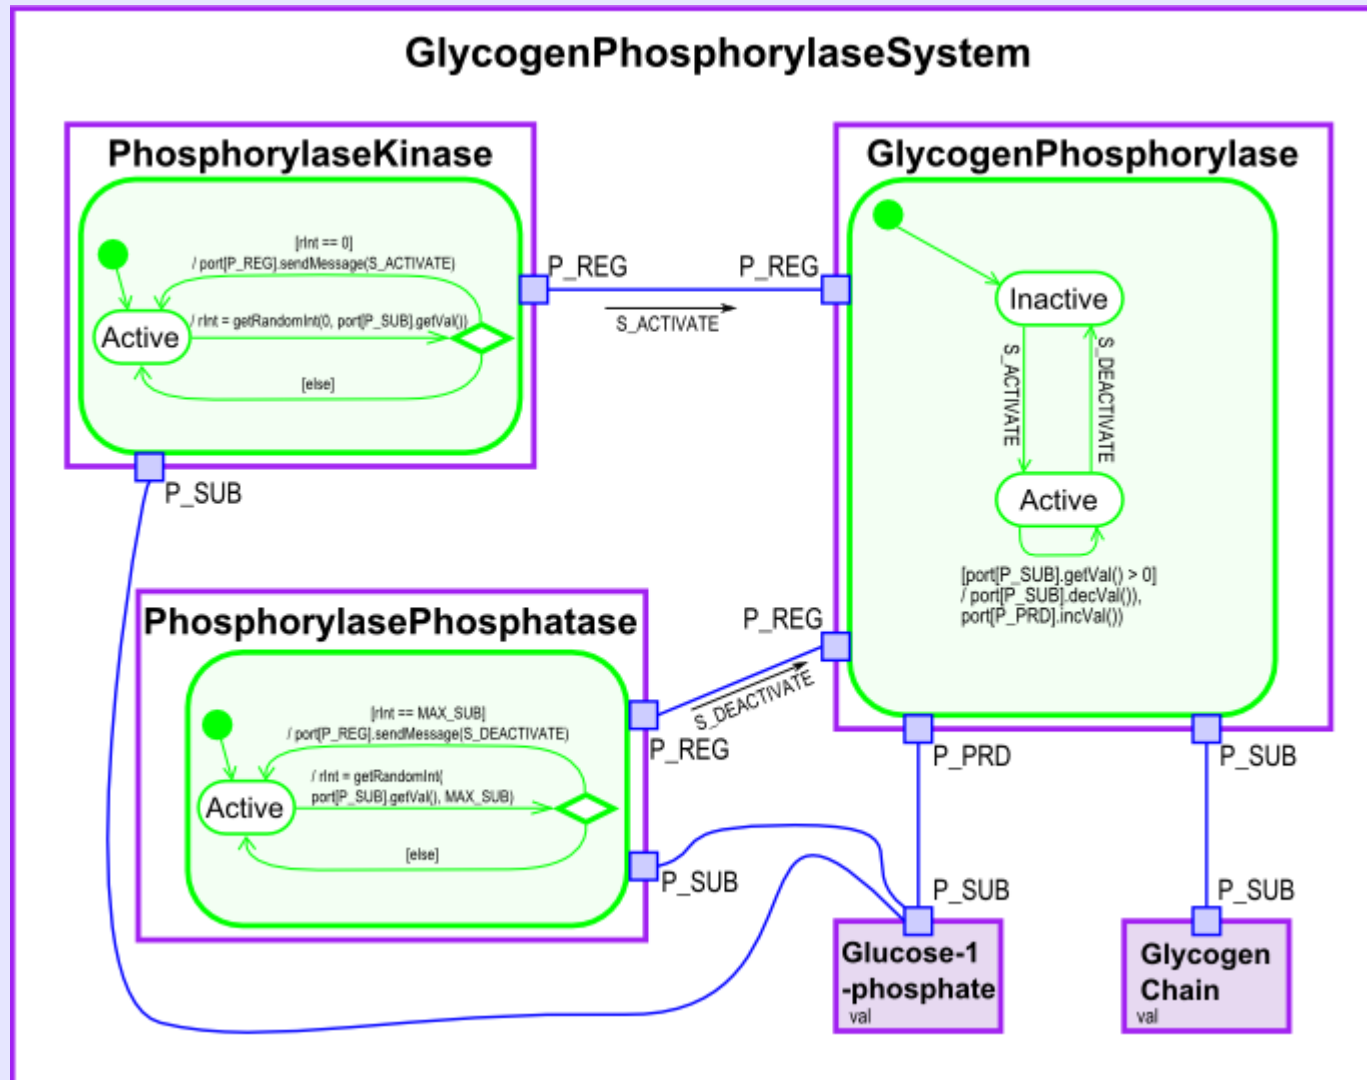 GlycogenPhosphorylaseSystem
PhosphorylaseKinase
[rInt == 0]
/ port[P_REG].sendMessage(S_ACTIVATE)
Active
/ rInt = getRandomInt(0, port[P_SUB].getVal())
[else]
P_REG
P_SUB
S_ACTIVATE
P_REG
GlycogenPhosphorylase
Inactive
S_ACTIVATE
S_DEACTIVATE
Active
[port[P_SUB].getVal() > 0]
/ port[P_SUB].decVal()),
port[P_PRD].incVal())
PhosphorylasePhosphatase
[rInt == MAX_SUB]
/ port[P_REG].sendMessage(S_DEACTIVATE)
/ rInt = getRandomInt(
port[P_SUB].getVal(), MAX_SUB)
Active
[else]
P_REG
P_SUB
S_DEACTIVATE
P_REG
P_PRD
P_SUB
P_SUB
P_SUB
Glucose-1
-phosphate
val
Glycogen
Chain
val